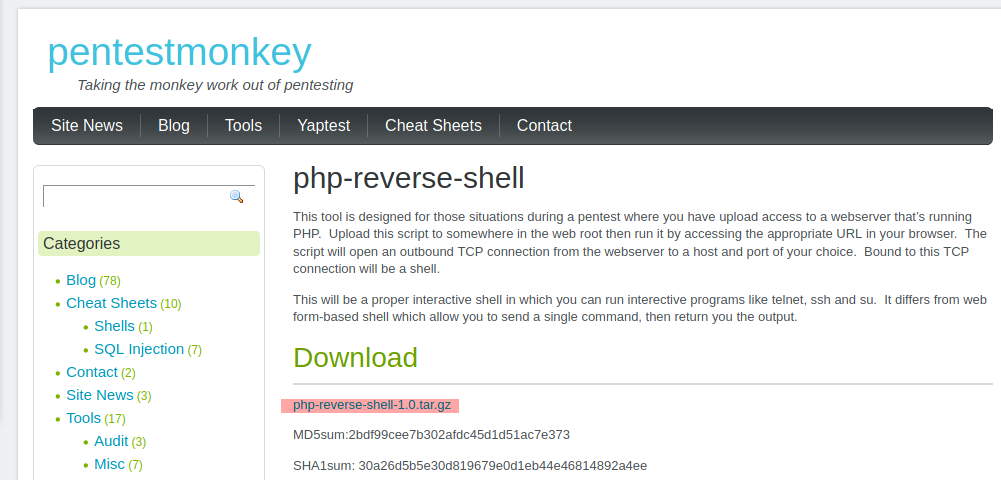 pentestmonkey
Taking the monkey work out of pentesting
Site News
Blog
Tools
Yaptest
Cheat Sheets
Contact
Categories
Blog (78)
Cheat Sheets (10)
Shells (1)
SQL Injection (7)
Contact (2)
Site News (3)
Tools (17)
Audit (3)
Misc (7)
php-reverse-shell
This tool is designed for those situations during a pentest where you have upload access to a webserver that's running
PHP. Upload this script to somewhere in the web root then run it by accessing the appropriate URL in your browser. The
script will open an outbound TCP connection from the webserver to a host and port of your choice. Bound to this TCP
connection will be a shell.
This will be a proper interactive shell in which you can run interective programs like telnet, ssh and su. It differs from web
form-based shell which allow you to send a single command, then return you the output.
Download
php-reverse-shell-1.0.tar.gz
MD5sum:2bdf99cee7b302afdc45d1d51ac7e373
SHA1sum: 30a26d5b5e30d819679e0d1eb44e46814892a4ee